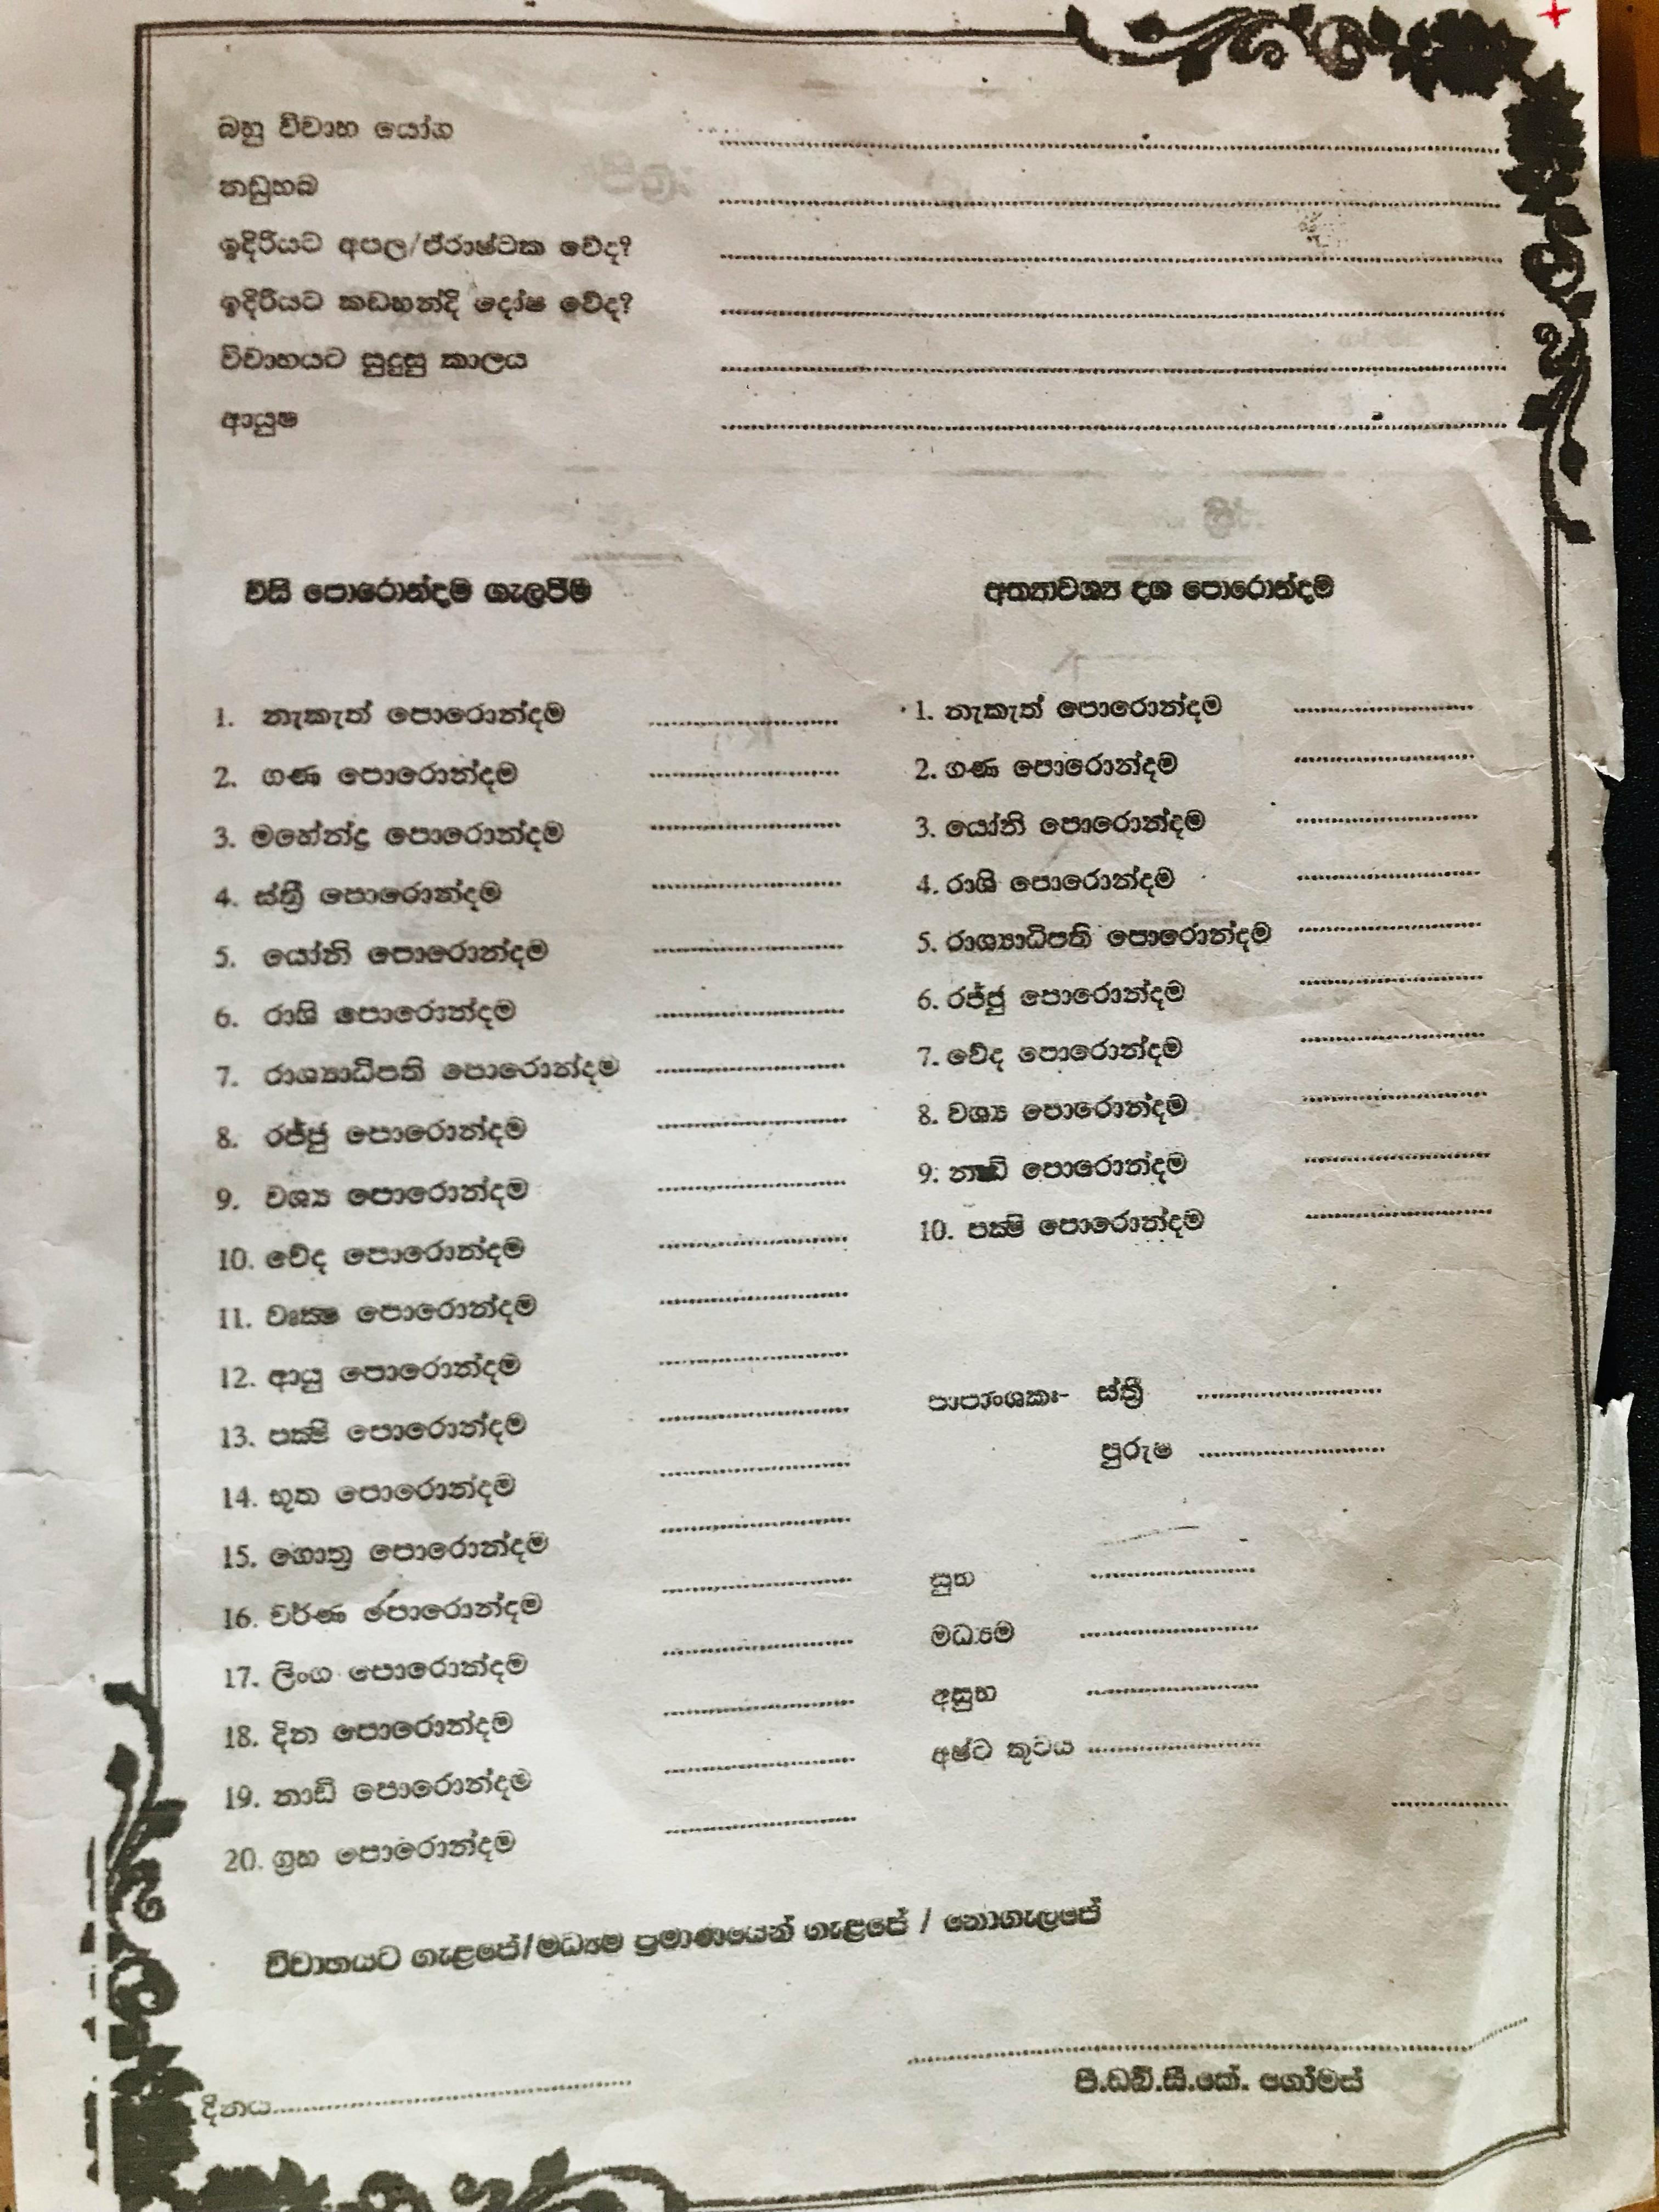 බහු විවාහ යෝග ........................
නඩුහබ ........................
ඉදිරියට අපල/ඒරාෂ්ටක වේද? ........................
ඉදිරියට කඩහන්දි දෝෂ වේද? ........................
විවාහයට සුදුසු කාලය ........................
ආයුෂ ........................
විසි පොරොන්දම ගැලපීම
1. නැකැත් පොරොන්දම ............
2. ගණ පොරොන්දම ............
3. මහේන්ද්‍ර පොරොන්දම ............
4. ස්ත්‍රී පොරොන්දම ............
5. යෝනි පොරොන්දම ............
6. රාශි පොරොන්දම ............
7. රාශ්‍යාධිපති පොරොන්දම ............
8. රජ්ජු පොරොන්දම ............
9. වශ්‍ය පොරොන්දම ............
10. වේද පොරොන්දම ............
11. වෘක්ෂ පොරොන්දම ............
12. ආයු පොරොන්දම ............
13. පක්ෂි පොරොන්දම ............
14. භූත පොරොන්දම ............
15. ගොත්‍ර පොරොන්දම ............
16. වර්ණ පොරොන්දම ............
17. ලිංග පොරොන්දම ............
18. දින පොරොන්දම ............
19. නාඩි පොරොන්දම ............
20. ග්‍රහ පොරොන්දම ............
අත්‍යාවශ්‍ය දශ පොරොන්දම
1. නැකැත් පොරොන්දම ............
2. ගණ පොරොන්දම ............
3. යෝනි පොරොන්දම ............
4. රාශි පොරොන්දම ............
5. රාශ්‍යාධිපති පොරොන්දම ............
6. රජ්ජු පොරොන්දම ............
7. වේද පොරොන්දම ............
8. වශ්‍ය පොරොන්දම ............
9. නාඩි පොරොන්දම ............
10. පක්ෂි පොරොන්දම ............
පාපාංශකඃ- ස්ත්‍රී ............
පුරුෂ ............
සුභ ............
මධ්‍යම ............
අසුභ ............
අෂ්ට කූටය ............
විවාහයට ගැළපේ/මධ්‍යම ප්‍රමාණයෙන් ගැළපේ / නොගැලපේ
දිනය........................
පී.ඩබ්.සී.කේ. ගෝමස්